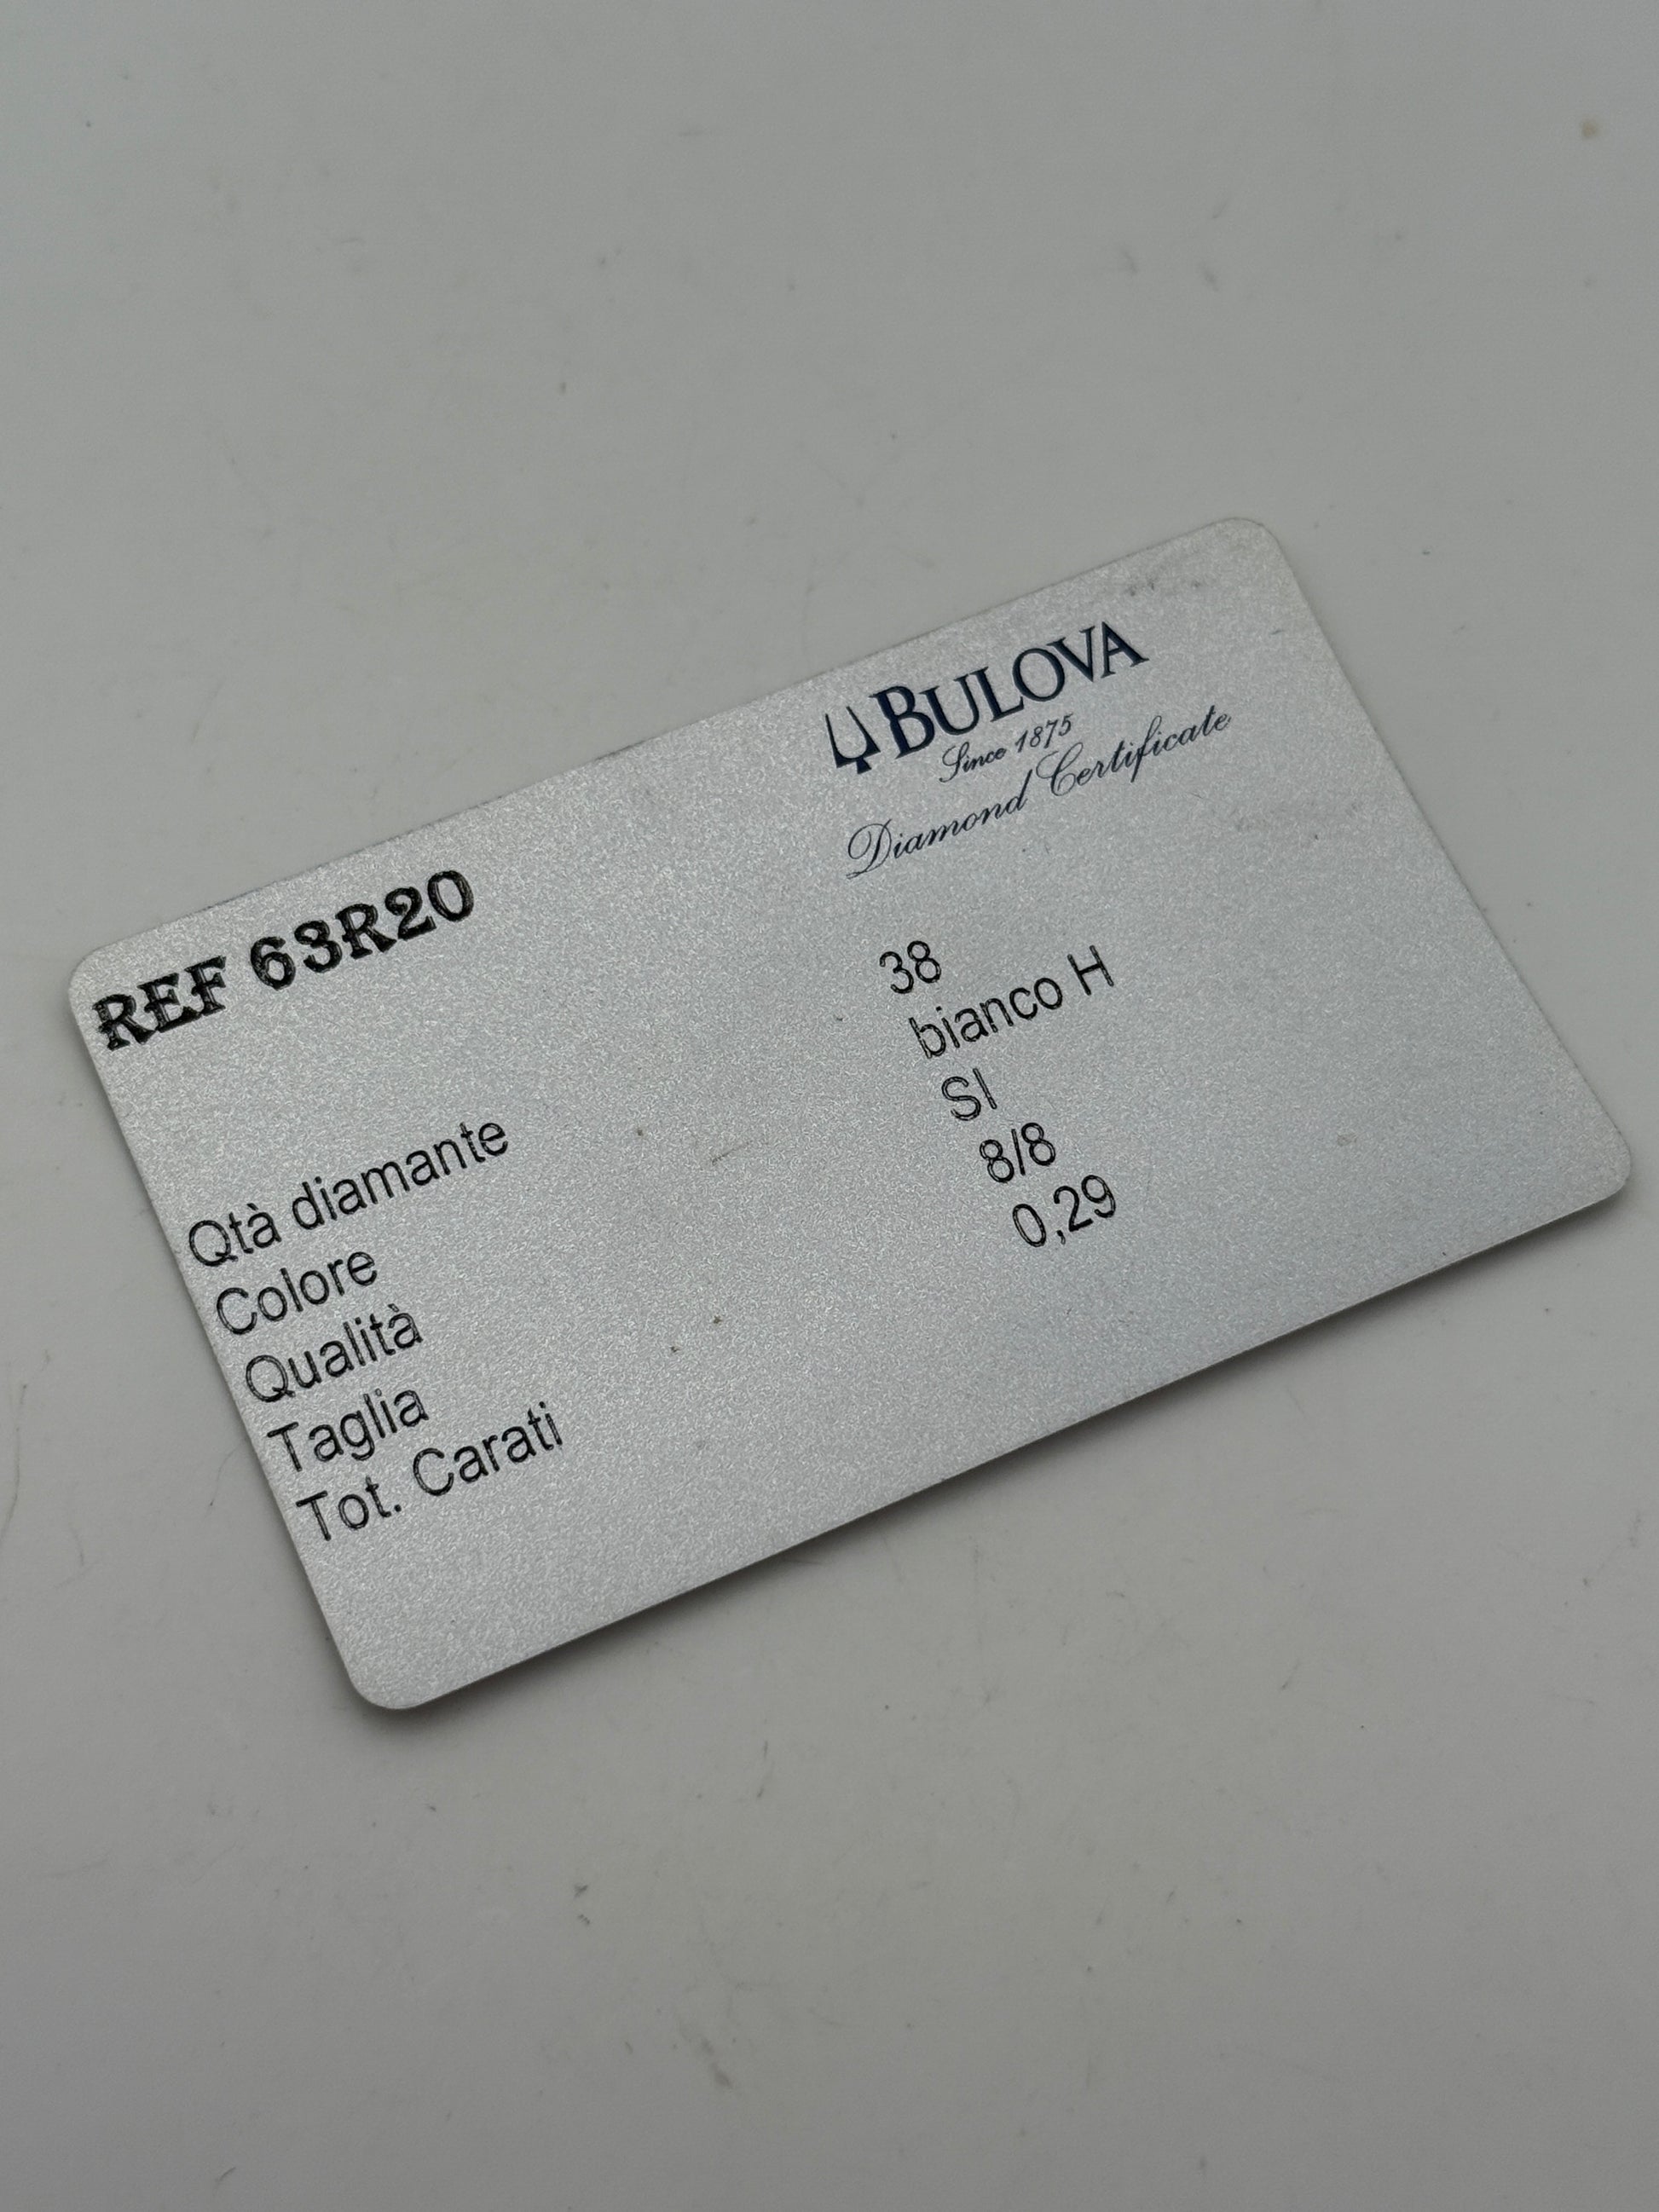 BULOVA
Since 1875
Diamond Certificate
REF 63R20
Qtà diamante 38
Colore bianco H
Qualità SI
Taglia 8/8
Tot. Carati 0,29